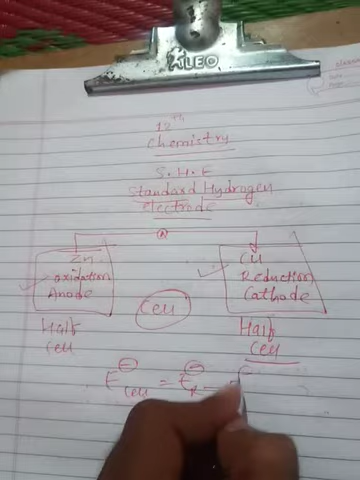 KLEO
12th
Chemistry
S.H.E
Standard Hydrogen
Electrode
A
Zn
Oxidation
Anode
Half
Cell
Cell
Cu
Reduction
Cathode
Half
Cell
E⊖cell = E⊖R